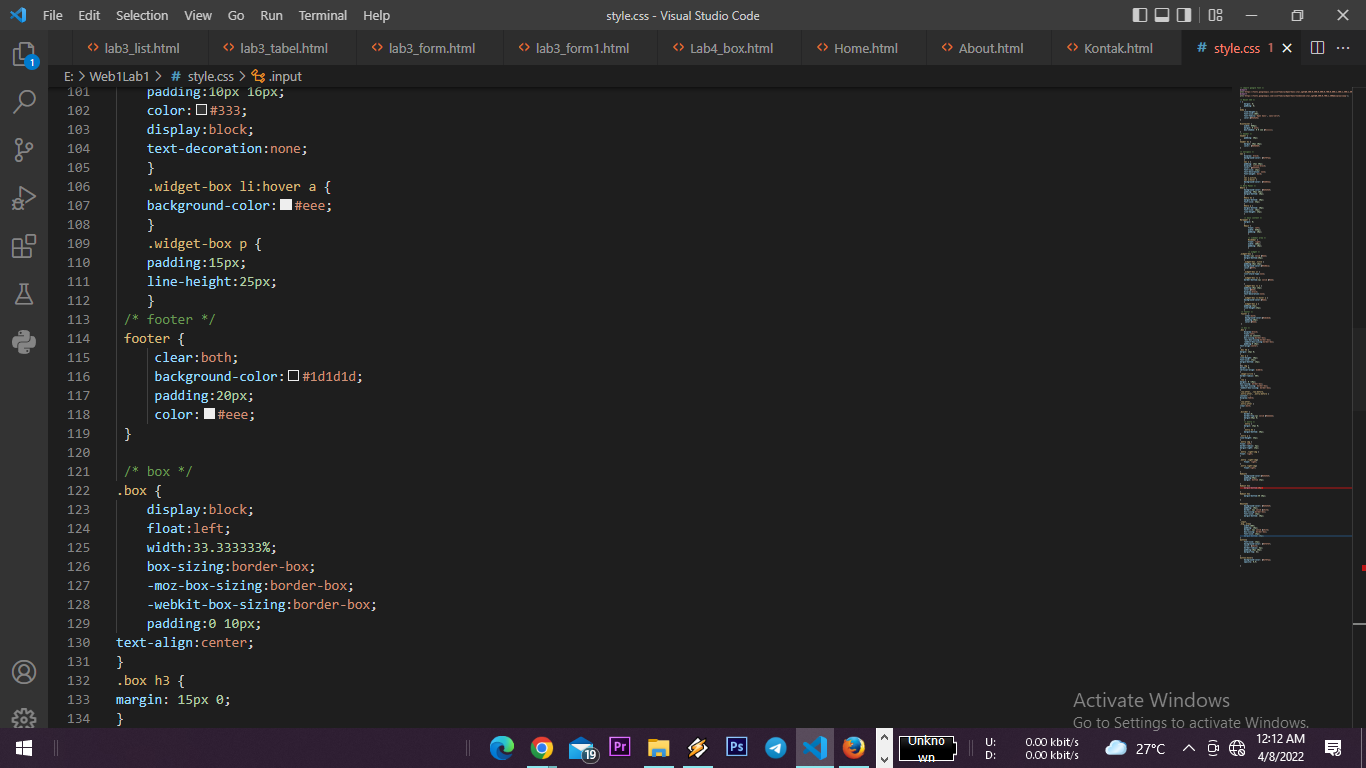 File Edit Selection View Go Run Terminal Help style.css - Visual Studio Code
lab3_list.html lab3_tabel.html lab3_form.html lab3_form1.html Lab4_box.html Home.html About.html Kontak.html # style.css 1
E: > Web1Lab1 > # style.css > .input
1
101 padding:10px 16px;
102 color:#333;
103 display:block;
104 text-decoration:none;
105 }
106 .widget-box li:hover a {
107 background-color:#eee;
108 }
109 .widget-box p {
110 padding:15px;
111 line-height:25px;
112 }
113 /* footer */
114 footer {
115 clear:both;
116 background-color:#1d1d1d;
117 padding:20px;
118 color:#eee;
119 }
120
121 /* box */
122 .box {
123 display:block;
124 float:left;
125 width:33.333333%;
126 box-sizing:border-box;
127 -moz-box-sizing:border-box;
128 -webkit-box-sizing:border-box;
129 padding:0 10px;
130 text-align:center;
131 }
132 .box h3 {
133 margin: 15px 0;
134 }
Activate Windows
Go to Settings to activate Windows.
19 Pr Ps
Unkno
wn
U: 0.00 kbit/s
D: 0.00 kbit/s
27°C
12:12 AM
4/8/2022